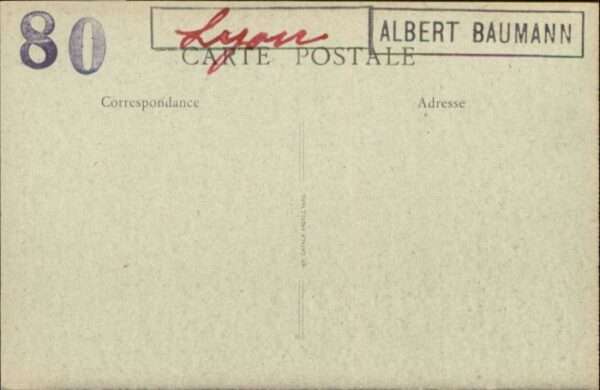 80
Lyon
ALBERT BAUMANN
CARTE POSTALE
Correspondance
Adresse